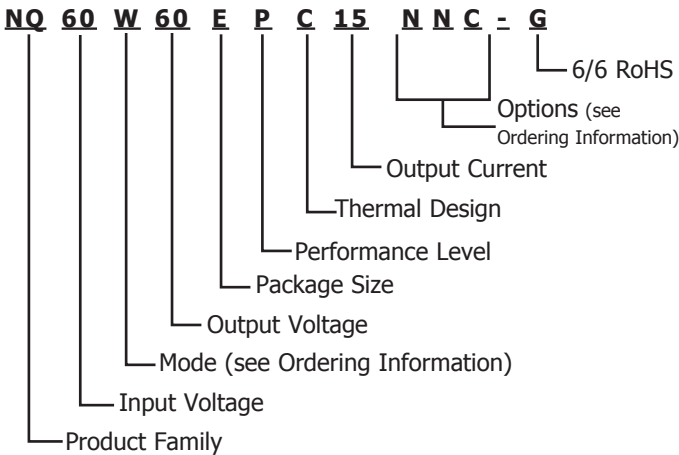 NQ 60 W 60 E P C 15 N N C - G
6/6 RoHS
Options (see
Ordering Information)
Output Current
Thermal Design
Performance Level
Package Size
Output Voltage
Mode (see Ordering Information)
Input Voltage
Product Family